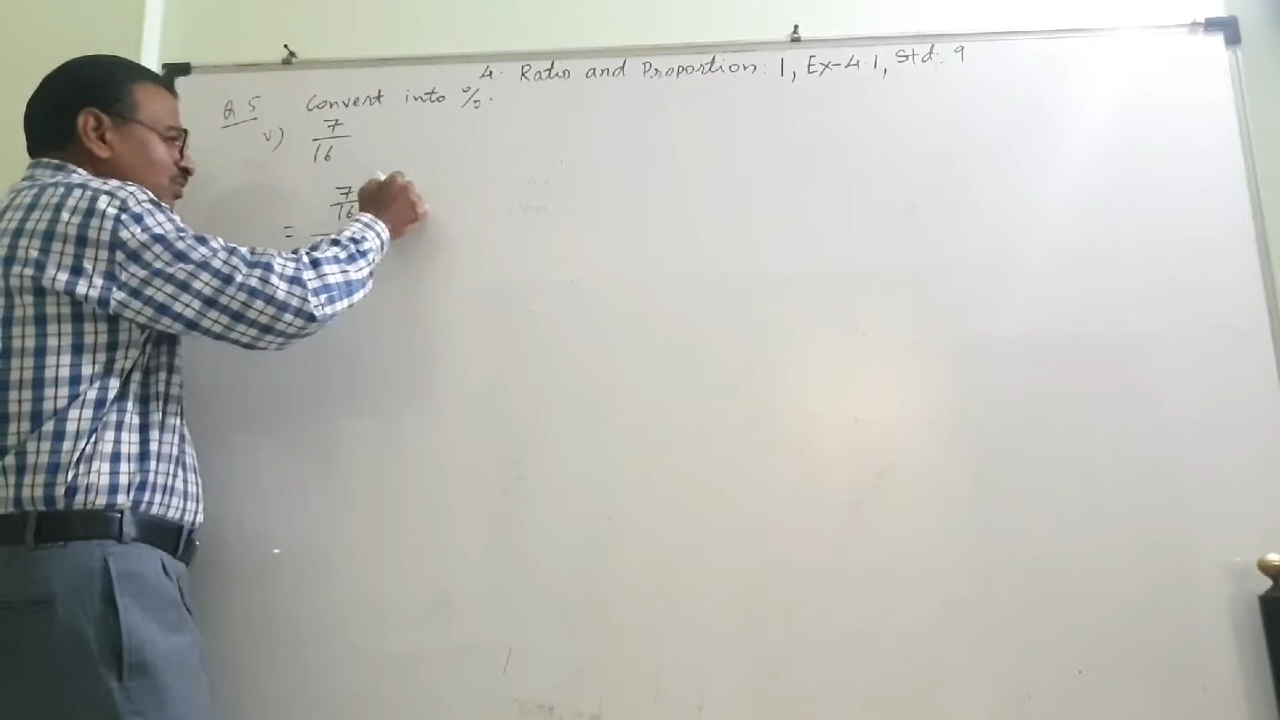 4. Ratio and Proportion: 1, Ex-4.1, Std: 9
Q 5 Convert into %.
v) 7/16
= 7/16